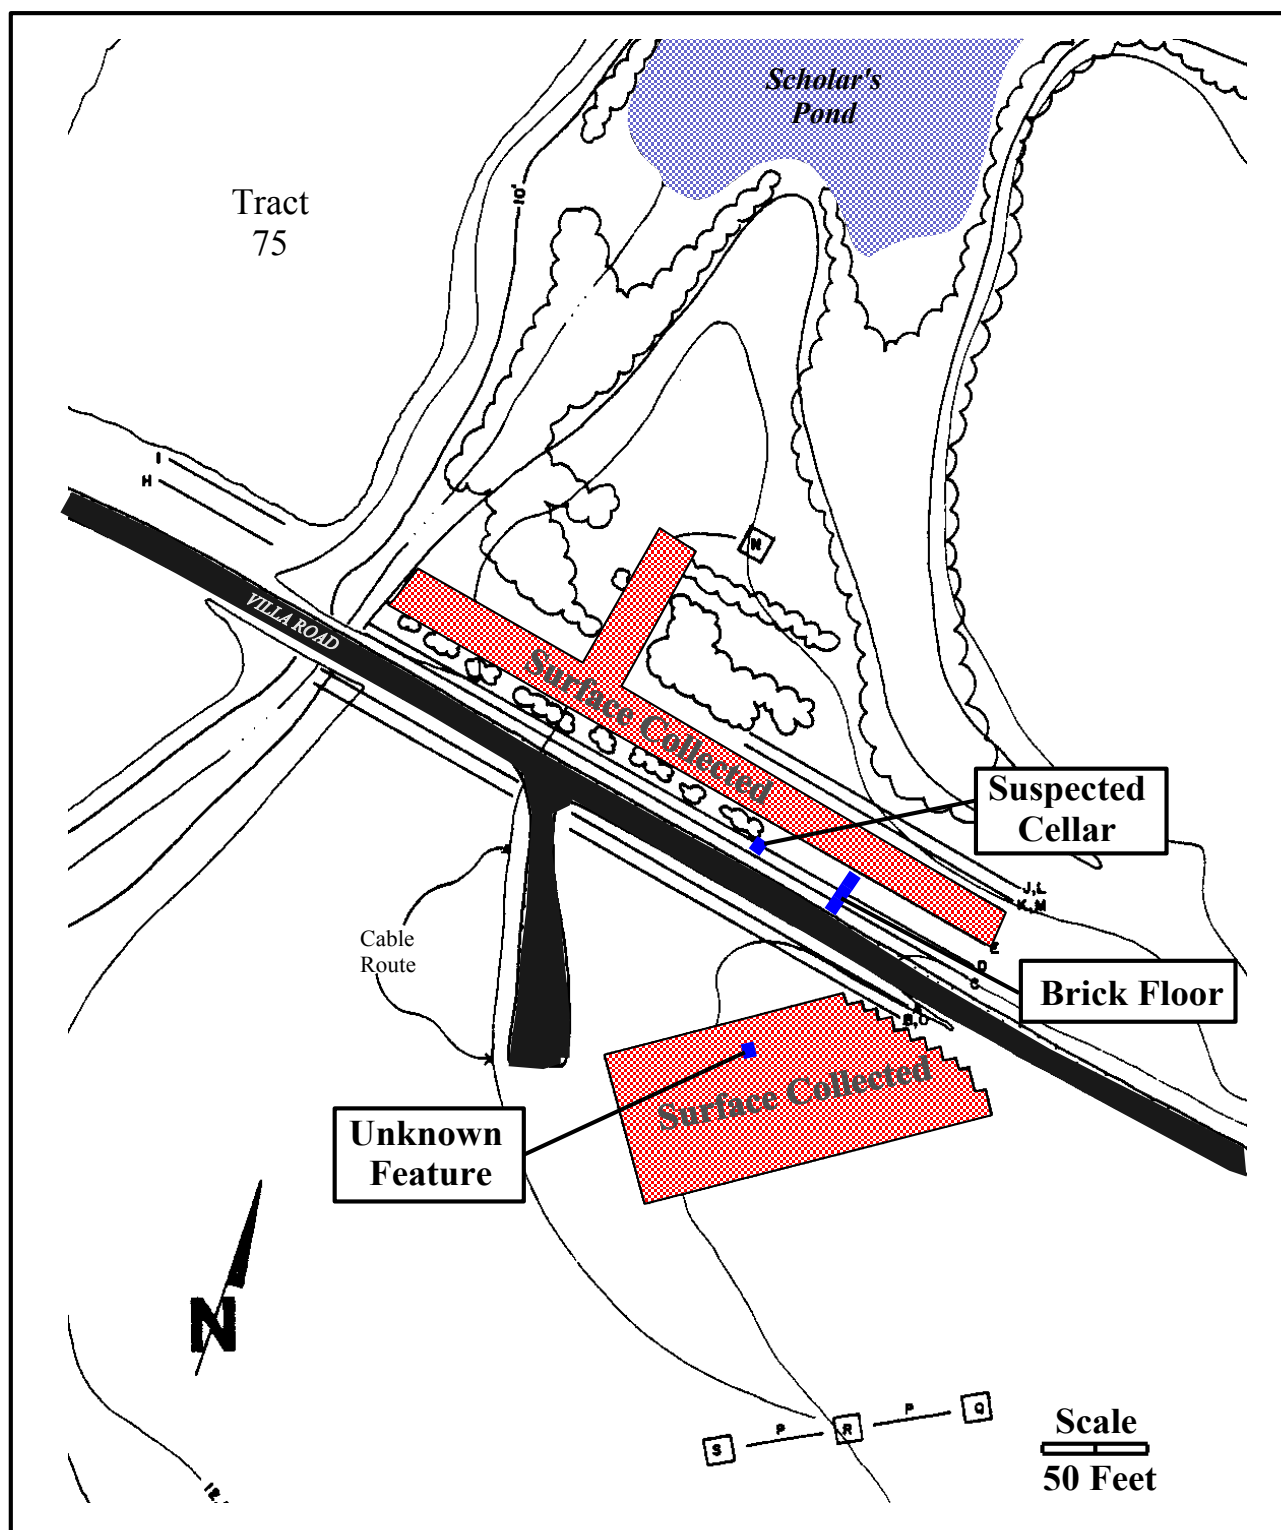 Scholar's
Pond
Tract
75
10'
I
H
N
VILLA ROAD
Surface Collected
Suspected
Cellar
J,L
K,M
E
D
C
Cable
Route
A
B,O
Brick Floor
Surface Collected
Unknown
Feature
N
S
P
R
P
Q
Scale
50 Feet